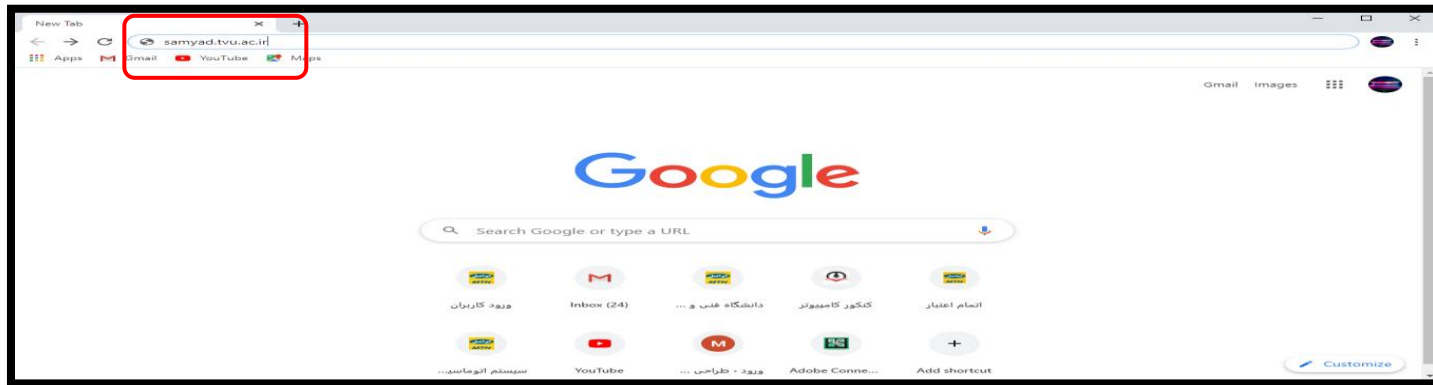 New Tab
samyad.tvu.ac.ir
Apps Gmail YouTube Maps
Gmail Images
Google
Search Google or type a URL
ورود کاربران
Inbox (24)
دانشگاه فنی و ...
کنکور کامپیوتر
اتمام اعتبار
سیستم اتوماسیـ...
YouTube
ورود - طراحی ...
Adobe Conne...
Add shortcut
Customize